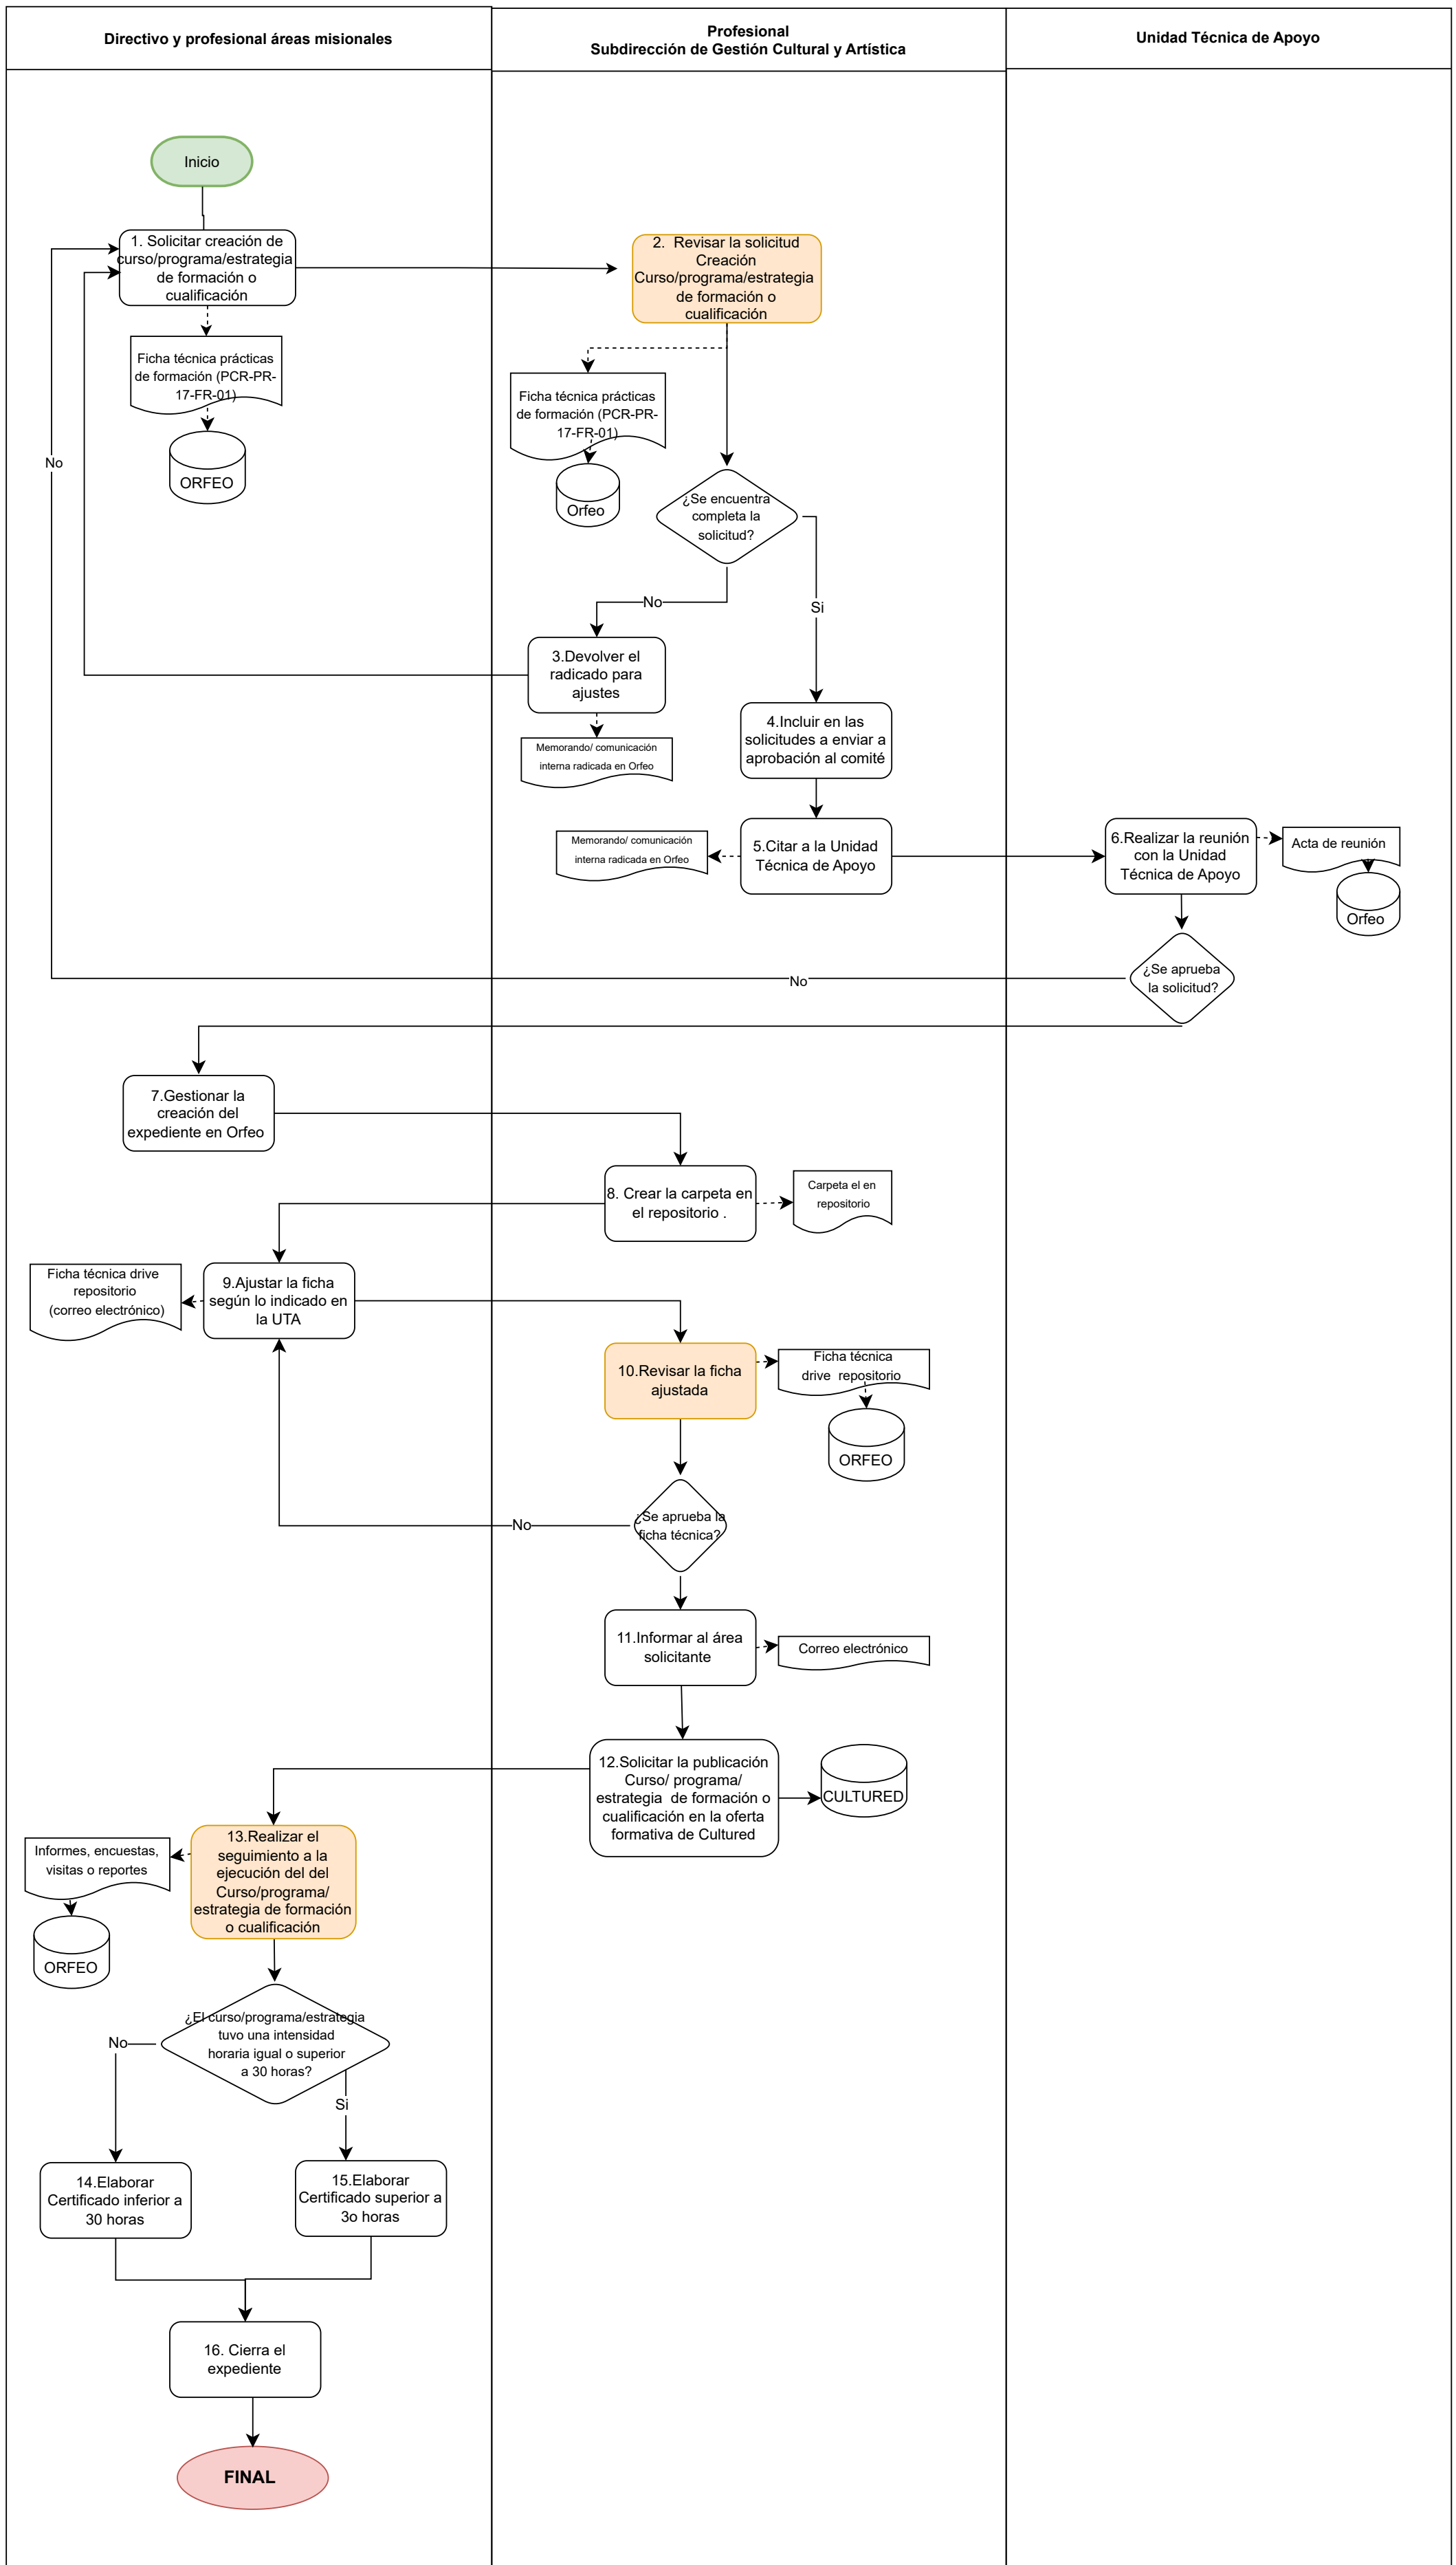 Directivo y profesional áreas misionales
Profesional
Subdirección de Gestión Cultural y Artística
Unidad Técnica de Apoyo
Inicio
1. Solicitar creación de
curso/programa/estrategia
de formación o
cualificación
2. Revisar la solicitud
Creación
Curso/programa/estrategia
de formación o
cualificación
Ficha técnica prácticas
de formación (PCR-PR-
17-FR-01)
ORFEO
Ficha técnica prácticas
de formación (PCR-PR-
17-FR-01)
Orfeo
No
¿Se encuentra
completa la
solicitud?
No
Si
3.Devolver el
radicado para
ajustes
Memorando/ comunicación
interna radicada en Orfeo
4.Incluir en las
solicitudes a enviar a
aprobación al comité
Memorando/ comunicación
interna radicada en Orfeo
5.Citar a la Unidad
Técnica de Apoyo
6.Realizar la reunión
con la Unidad
Técnica de Apoyo
Acta de reunión
Orfeo
¿Se aprueba
la solicitud?
No
7.Gestionar la
creación del
expediente en Orfeo
8. Crear la carpeta en
el repositorio .
Carpeta el en
repositorio
Ficha técnica drive
repositorio
(correo electrónico)
9.Ajustar la ficha
según lo indicado en
la UTA
10.Revisar la ficha
ajustada
Ficha técnica
drive repositorio
ORFEO
¿Se aprueba la
ficha técnica?
No
11.Informar al área
solicitante
Correo electrónico
12.Solicitar la publicación
Curso/ programa/
estrategia de formación o
cualificación en la oferta
formativa de Cultured
CULTURED
Informes, encuestas,
visitas o reportes
ORFEO
13.Realizar el
seguimiento a la
ejecución del del
Curso/programa/
estrategia de formación
o cualificación
¿El curso/programa/estrategia
tuvo una intensidad
horaria igual o superior
a 30 horas?
No
Si
14.Elaborar
Certificado inferior a
30 horas
15.Elaborar
Certificado superior a
3o horas
16. Cierra el
expediente
FINAL